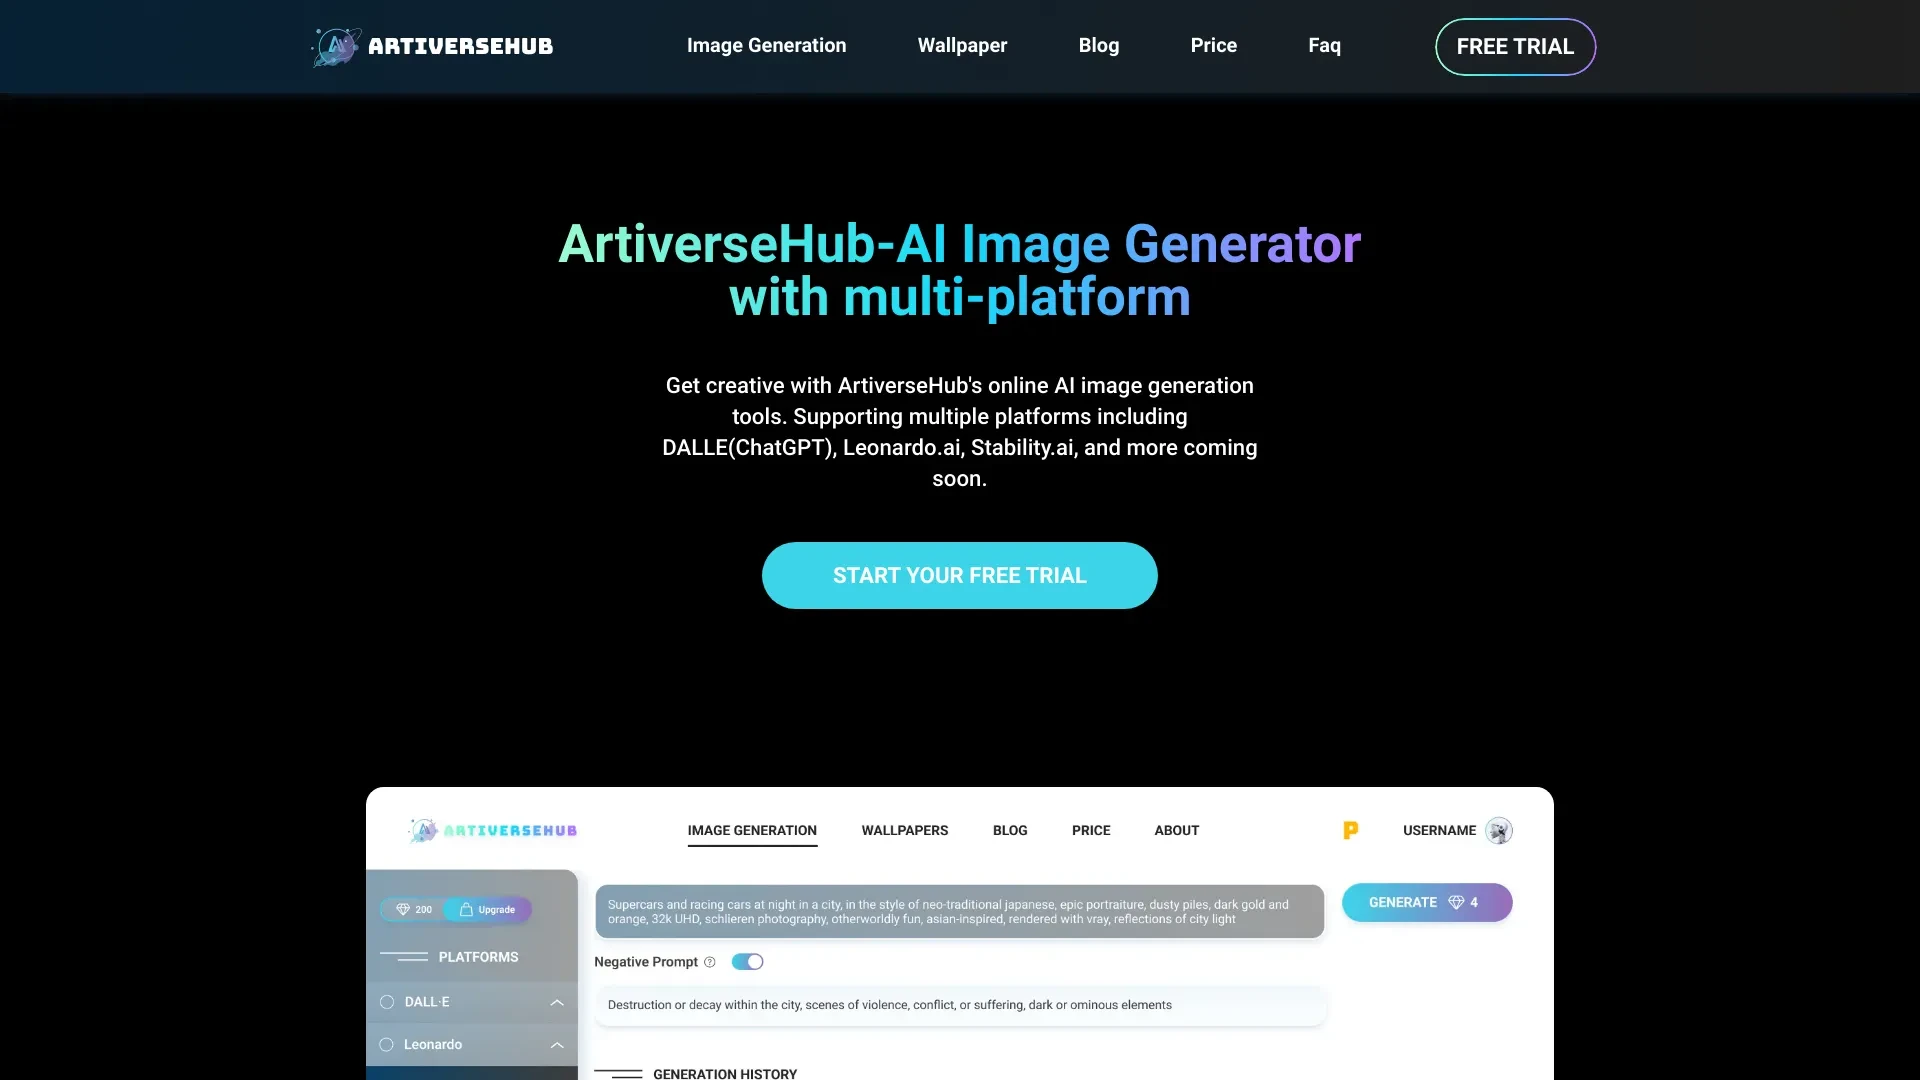 ARTIVERSEHUB
Image Generation
Wallpaper
Blog
Price
Faq
FREE TRIAL
ArtiverseHub-AI Image Generator
with multi-platform
Get creative with ArtiverseHub's online AI image generation
tools. Supporting multiple platforms including
DALLE(ChatGPT), Leonardo.ai, Stability.ai, and more coming
soon.
START YOUR FREE TRIAL
ARTIVERSEHUB
IMAGE GENERATION
WALLPAPERS
BLOG
PRICE
ABOUT
P
USERNAME
200
Upgrade
Supercars and racing cars at night in a city, in the style of neo-traditional japanese, epic portraiture, dusty piles, dark gold and
orange, 32k UHD, schlieren photography, otherworldly fun, asian-inspired, rendered with vray, reflections of city light
GENERATE 4
PLATFORMS
Negative Prompt ?
DALL·E
Destruction or decay within the city, scenes of violence, conflict, or suffering, dark or ominous elements
Leonardo
GENERATION HISTORY